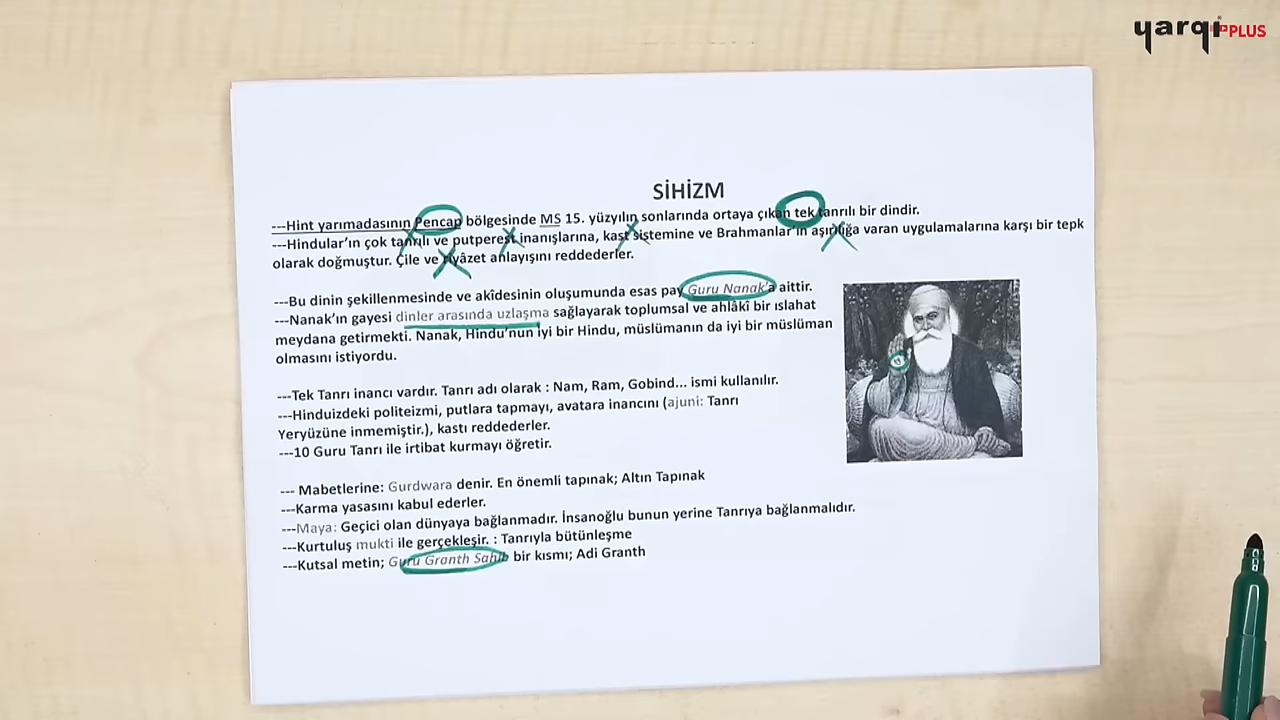 yarqi PLUS
SİHİZM
---Hint yarımadasının Pencap bölgesinde MS 15. yüzyılın sonlarında ortaya çıkan tek tanrılı bir dindir.
---Hindular'ın çok tanrılı ve putperest inanışlarına, kast sistemine ve Brahmanlar'ın aşırılığa varan uygulamalarına karşı bir tepk
olarak doğmuştur. Çile ve riyâzet anlayışını reddederler.
---Bu dinin şekillenmesinde ve akîdesinin oluşumunda esas pay Guru Nanak'a aittir.
---Nanak'ın gayesi dinler arasında uzlaşma sağlayarak toplumsal ve ahlâkî bir ıslahat
meydana getirmekti. Nanak, Hindu'nun iyi bir Hindu, müslümanın da iyi bir müslüman
olmasını istiyordu.
---Tek Tanrı inancı vardır. Tanrı adı olarak : Nam, Ram, Gobind... ismi kullanılır.
---Hinduizdeki politeizmi, putlara tapmayı, avatara inancını (ajuni: Tanrı
Yeryüzüne inmemiştir.), kastı reddederler.
---10 Guru Tanrı ile irtibat kurmayı öğretir.
--- Mabetlerine: Gurdwara denir. En önemli tapınak; Altın Tapınak
---Karma yasasını kabul ederler.
---Maya: Geçici olan dünyaya bağlanmadır. İnsanoğlu bunun yerine Tanrıya bağlanmalıdır.
---Kurtuluş mukti ile gerçekleşir. : Tanrıyla bütünleşme
---Kutsal metin; Guru Granth Sahib bir kısmı; Adi Granth